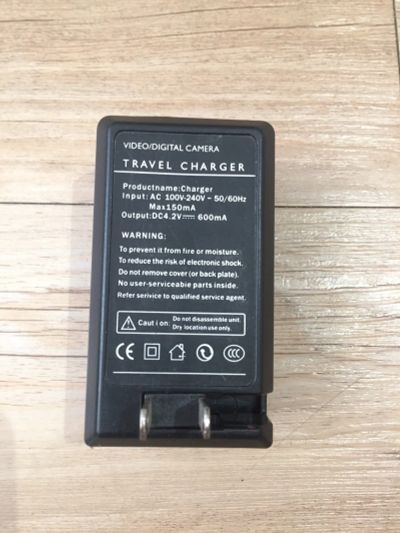 VIDEO/DIGITAL CAMERA
TRAVEL CHARGER
Productname:Charger
Input: AC 100V-240V ~ 50/60Hz
Max150mA
Output:DC4.2V⎓ 600mA
WARNING:
To prevent it from fire or moisture.
To reduce the risk of electronic shock.
Do not remove cover (or back plate).
No user-serviceabie parts inside.
Refer serivice to qualified service agent.
Caution: Do not disassemble unit.
Dry location use only.
CE CCC